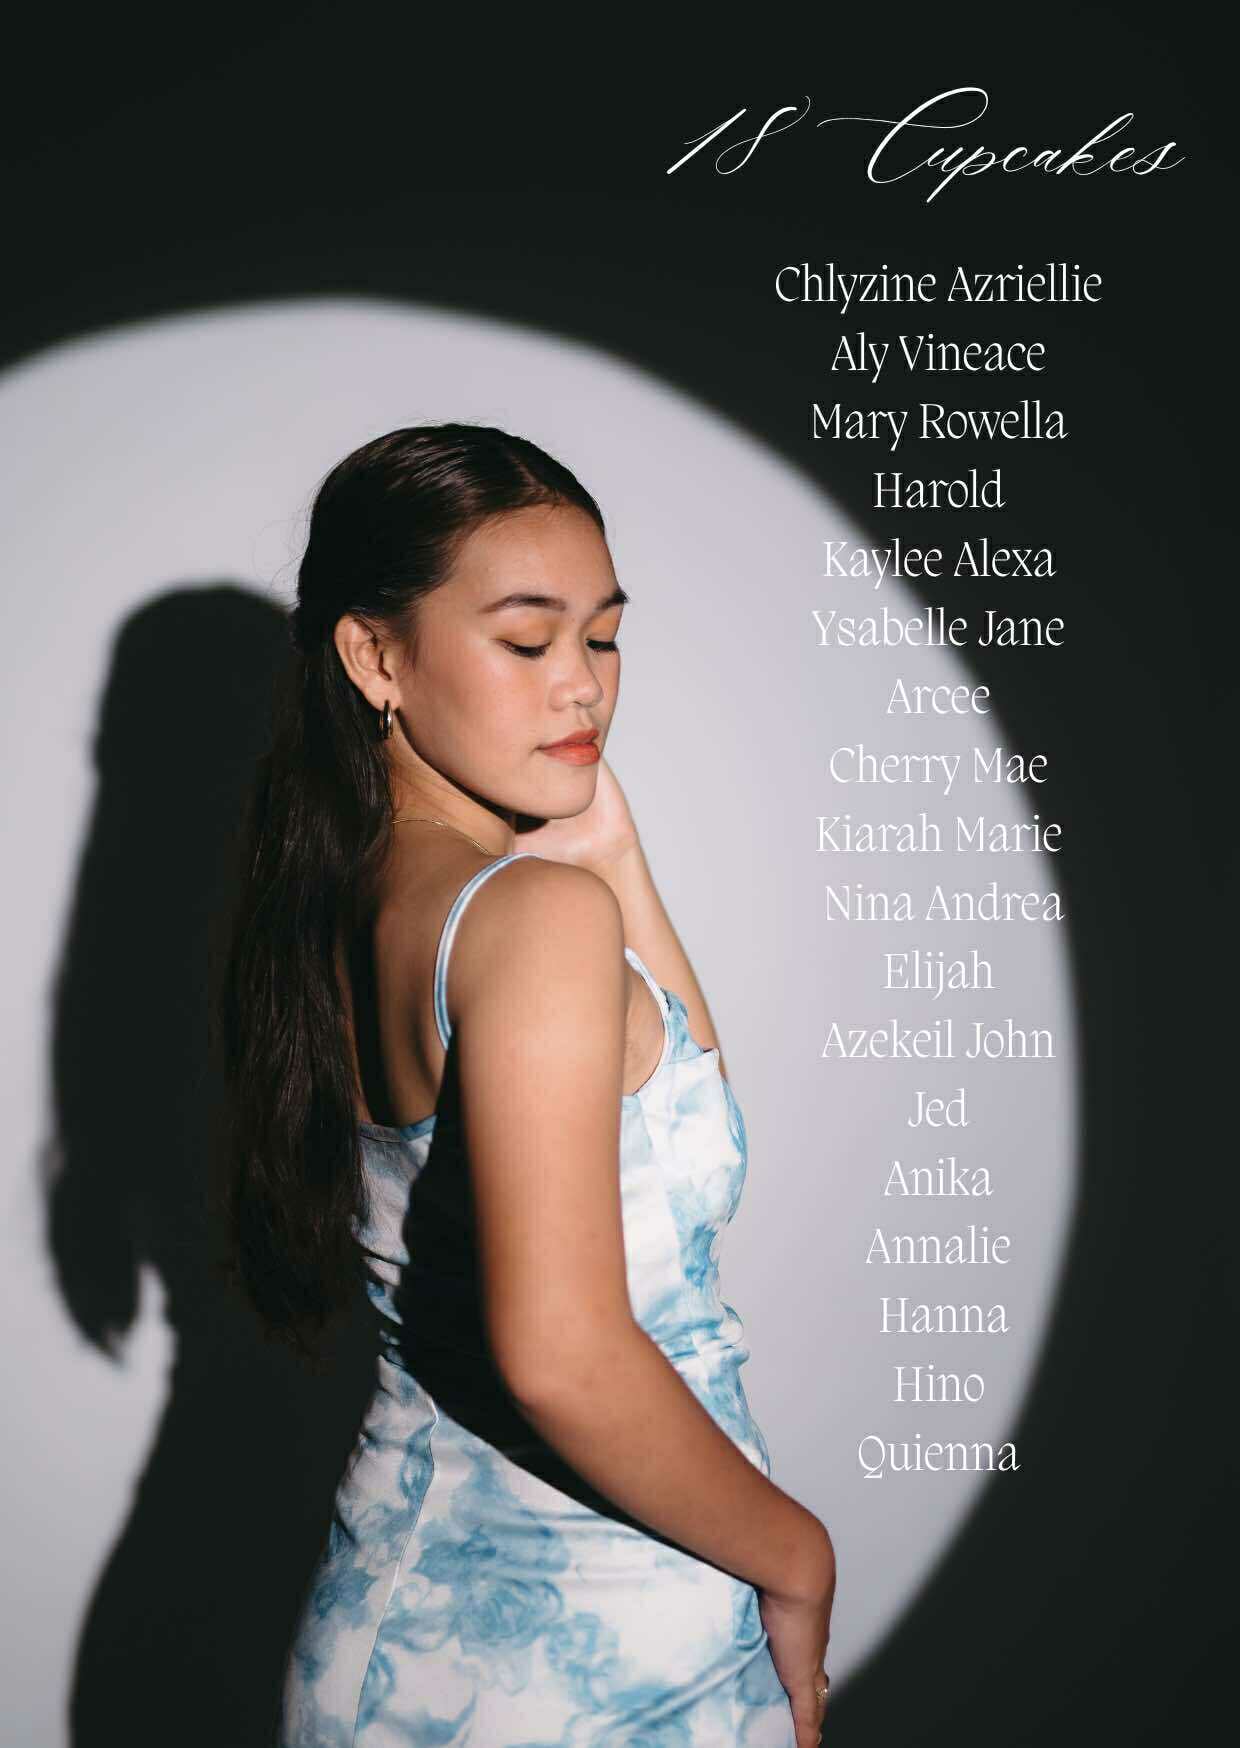 18 Cupcakes
Chlyzine Azriellie
Aly Vineace
Mary Rowella
Harold
Kaylee Alexa
Ysabelle Jane
Arcee
Cherry Mae
Kiarah Marie
Nina Andrea
Elijah
Azekeil John
Jed
Anika
Annalie
Hanna
Hino
Quienna